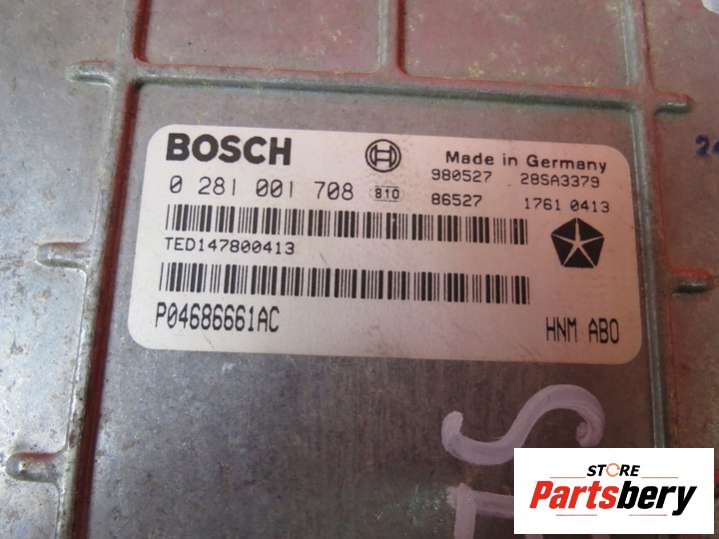 BOSCH
Made in Germany
980527 28SA3379
0 281 001 708 810
86527 1761 0413
TED147800413
P04686661AC
HNM ABO
STORE
Partsbery